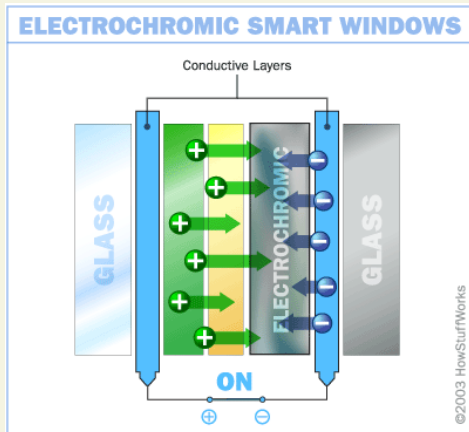 ELECTROCHROMIC SMART WINDOWS
Conductive Layers
GLASS
ELECTROCHROMIC
GLASS
ON
©2003 HowStuffWorks